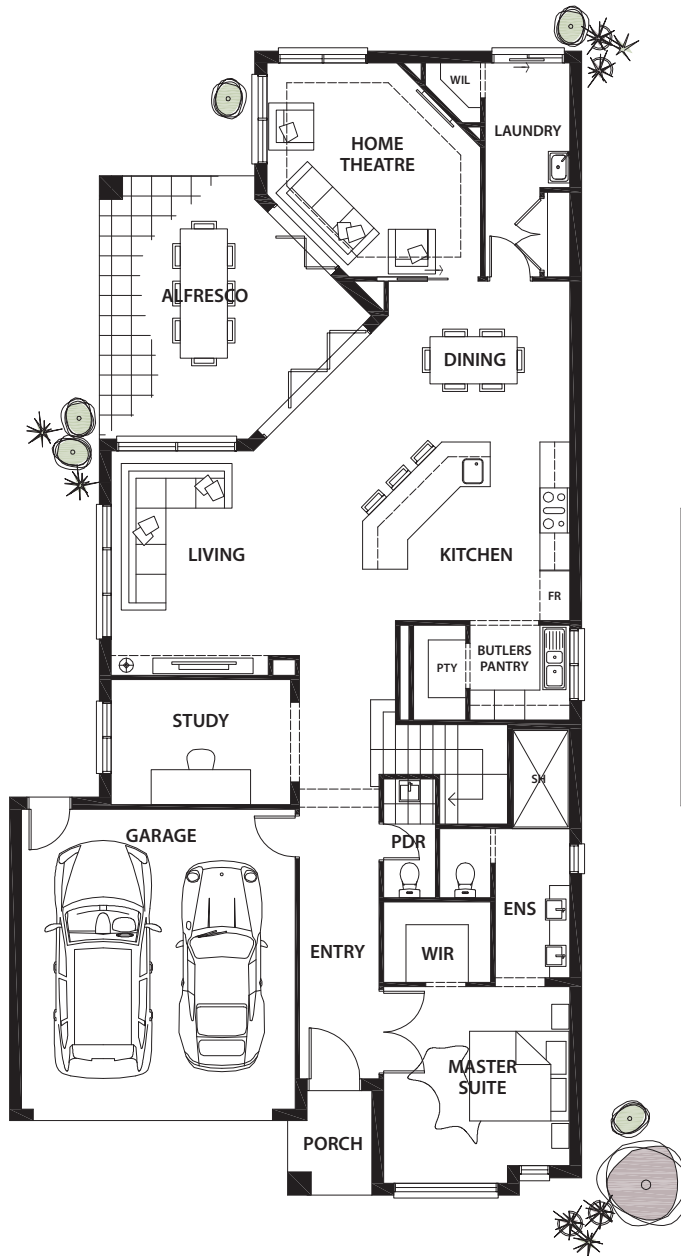 WIL
LAUNDRY
HOME
THEATRE
ALFRESCO
DINING
LIVING
KITCHEN
FR
BUTLERS
PANTRY
PTY
STUDY
SH
GARAGE
PDR
ENS
ENTRY
WIR
MASTER
SUITE
PORCH